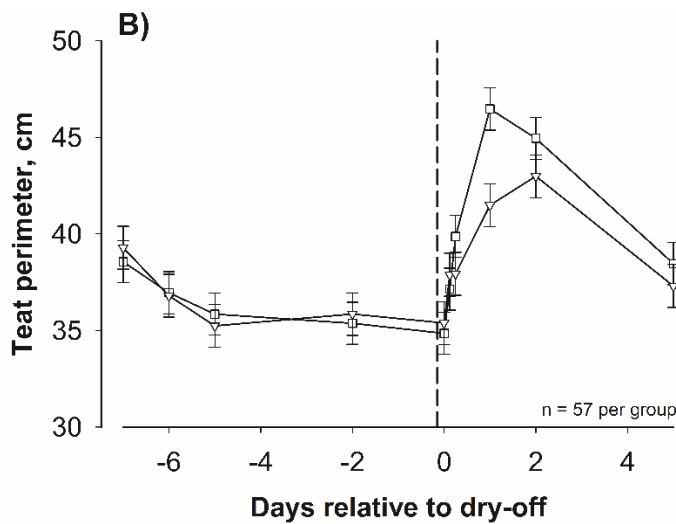 B)
50
45
40
35
30
Teat perimeter, cm
n = 57 per group
-6 -4 -2 0 2 4
Days relative to dry-off